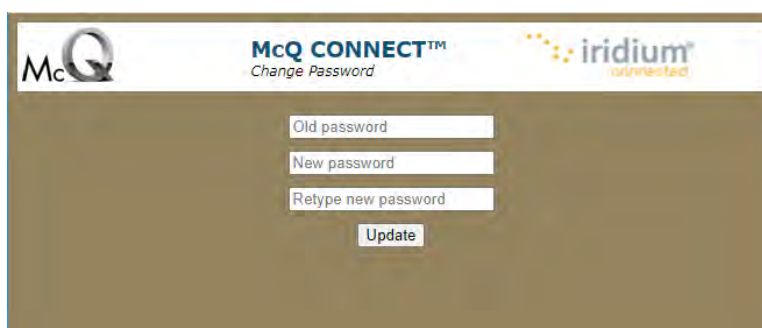 McQ
McQ CONNECT™
Change Password
iridium®
connected
Old password
New password
Retype new password
Update